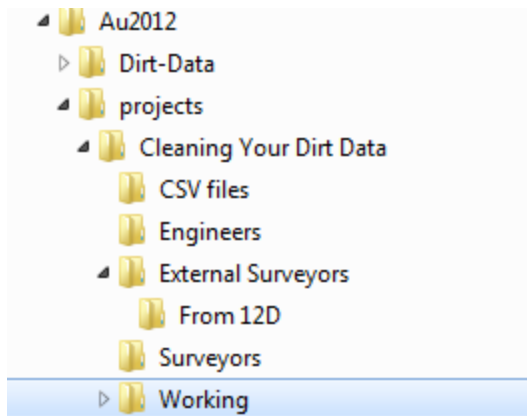 Au2012
Dirt-Data
projects
Cleaning Your Dirt Data
CSV files
Engineers
External Surveyors
From 12D
Surveyors
Working